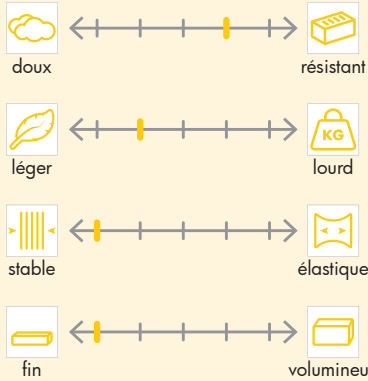 doux résistant
KG
léger lourd
stable élastique
fin volumineu